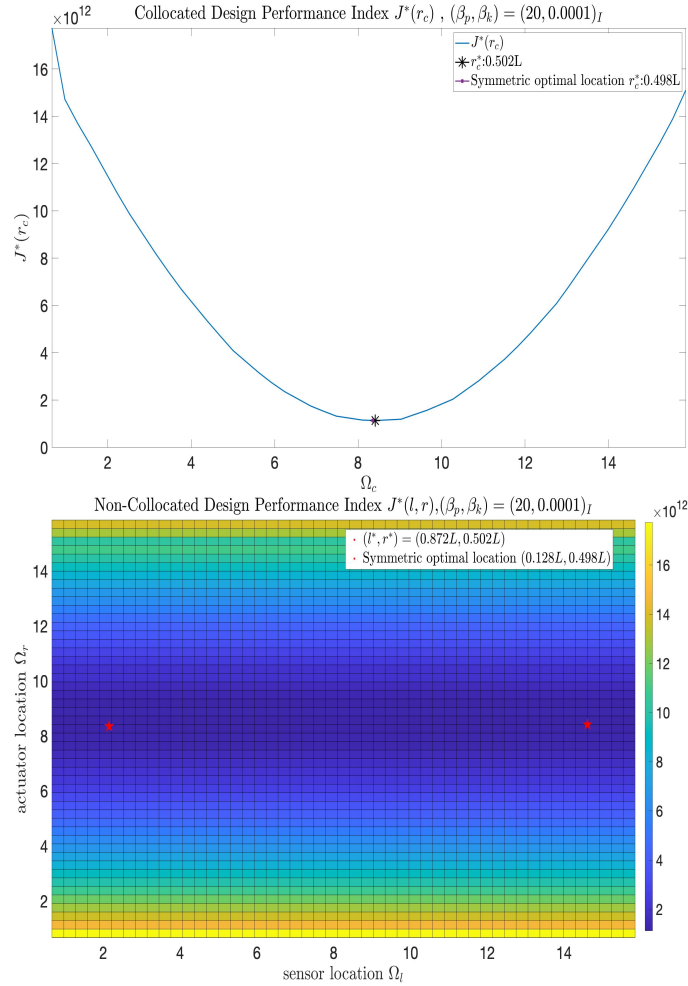 Collocated Design Performance Index J*(r_c) , (β_p, β_k) = (20, 0.0001)_I
×10^12
J*(r_c)
r_c*:0.502L
Symmetric optimal location r_c*:0.498L
16
14
12
10
8
6
4
2
0
J*(r_c)
2 4 6 8 10 12 14
Ω_c
Non-Collocated Design Performance Index J*(l, r),(β_p, β_k) = (20, 0.0001)_I
×10^12
(l*, r*) = (0.872L, 0.502L)
Symmetric optimal location (0.128L, 0.498L)
14
12
10
8
6
4
2
actuator location Ω_r
16
14
12
10
8
6
4
2
2 4 6 8 10 12 14
sensor location Ω_l